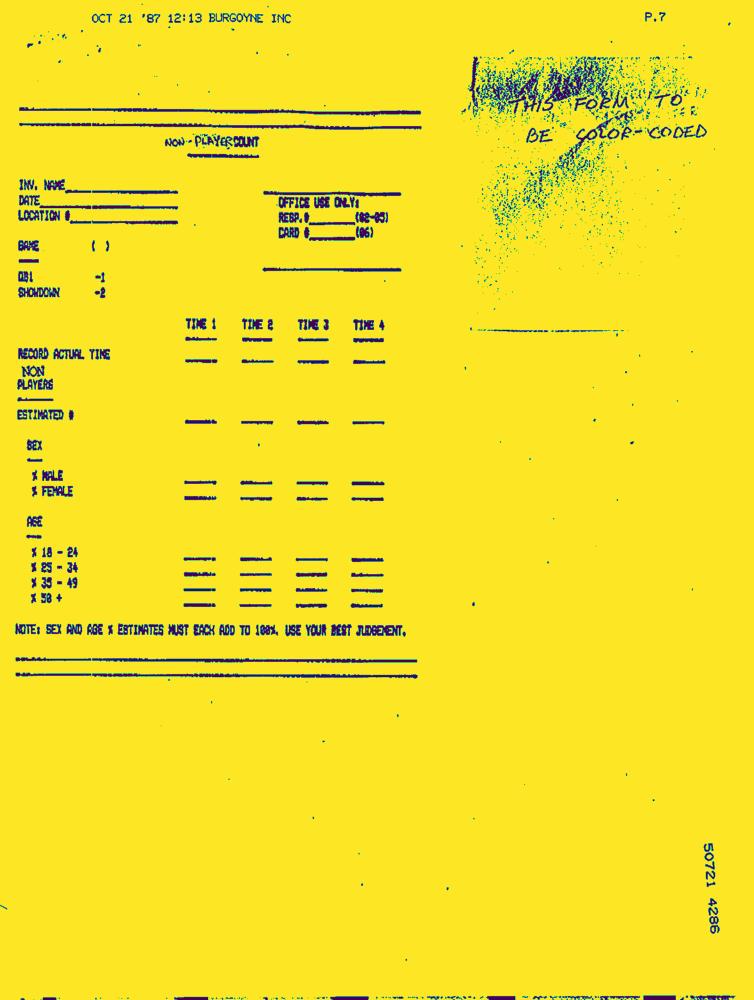 OCT 21 '87 12:13 BURGOYNE INC P.7
THIS FORM TO
BE COLOR-CODED
NON-PLAYER COUNT
INV. NAME
DATE
LOCATION #
OFFICE USE ONLY:
RESP.# (02-05)
CARD # (06)
GAME ( )
QB1 -1
SHOWDOWN -2
TIME 1 TIME 2 TIME 3 TIME 4
RECORD ACTUAL TIME
NON
PLAYERS
ESTIMATED #
SEX
% MALE
% FEMALE
AGE
% 18 - 24
% 25 - 34
% 35 - 49
% 50 +
NOTE: SEX AND AGE % ESTIMATES MUST EACH ADD TO 100%. USE YOUR BEST JUDGEMENT.
50721 4286